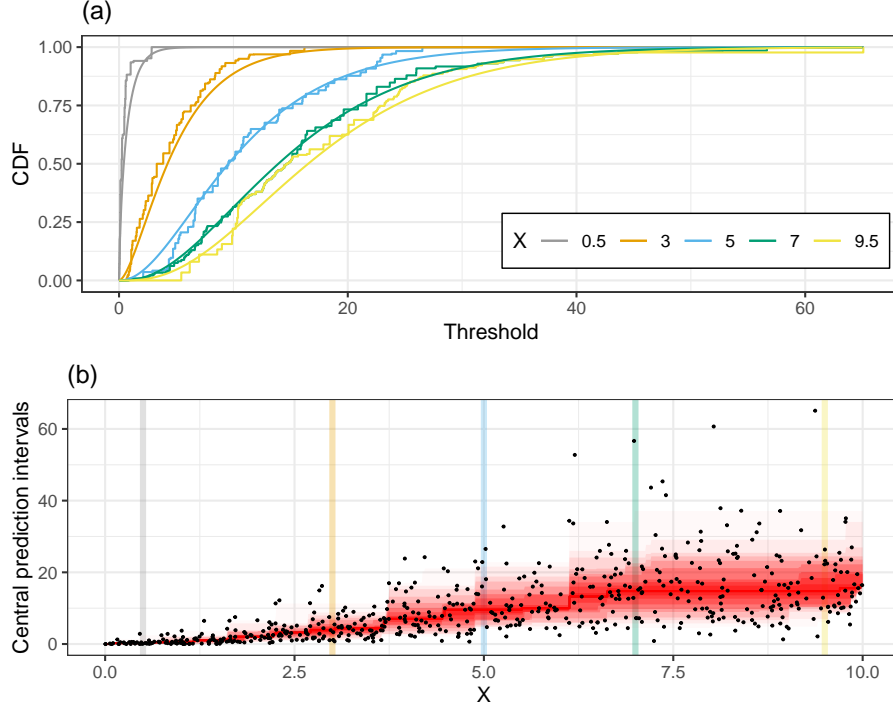 (a)
1.00
0.75
0.50
0.25
0.00
CDF
X 0.5 3 5 7 9.5
0 20 40 60
Threshold
(b)
60
40
20
0
Central prediction intervals
0.0 2.5 5.0 7.5 10.0
X